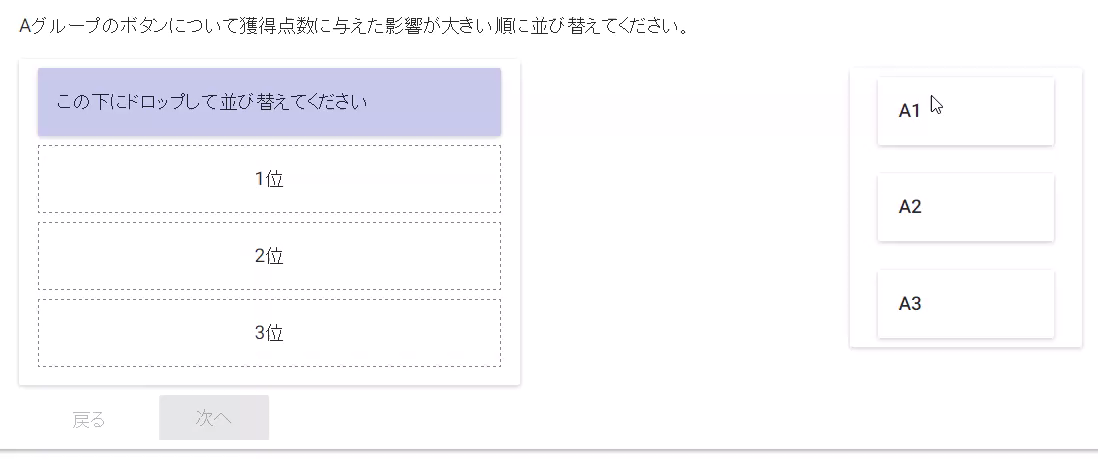 Aグループのボタンについて獲得点数に与えた影響が大きい順に並び替えてください。
この下にドロップして並び替えてください
1位
2位
3位
A1
A2
A3
戻る
次へ